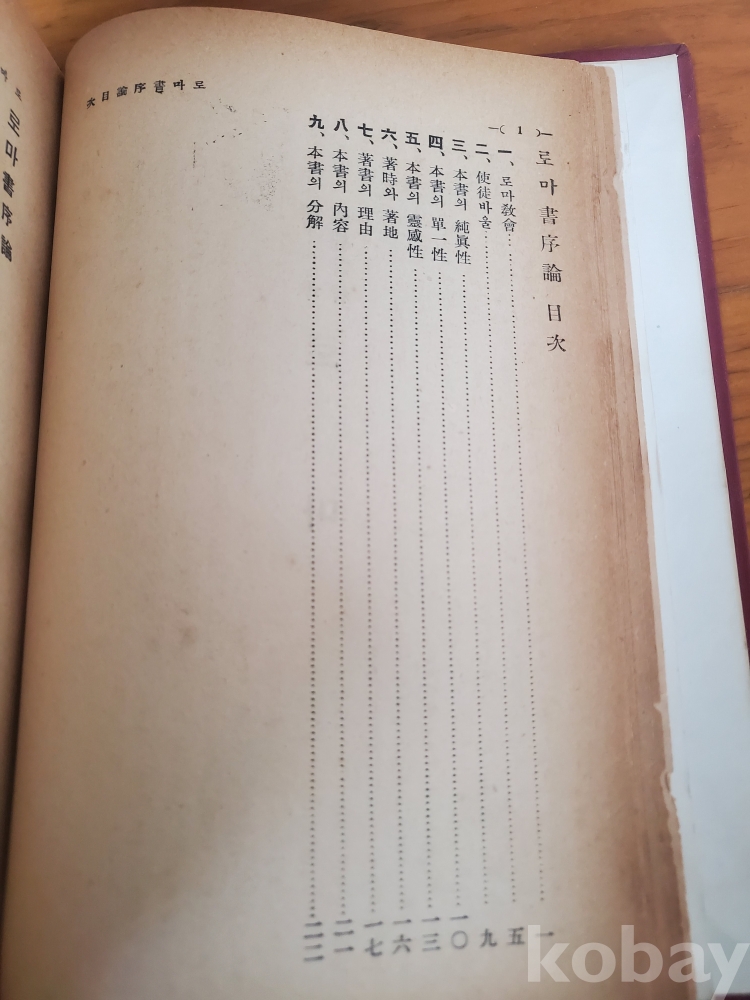 로마書序論目次
—( 1 )—
로마書序論 目次
一、로마敎會……一
二、使徒바울……五
三、本書의 純眞性……九
四、本書의 單一性……一〇
五、本書의 靈感性……一三
六、著時와 著地……一六
七、著書의 理由……一七
八、本書의 內容……二一
九、本書의 分解……二二
로마書序論
kobay